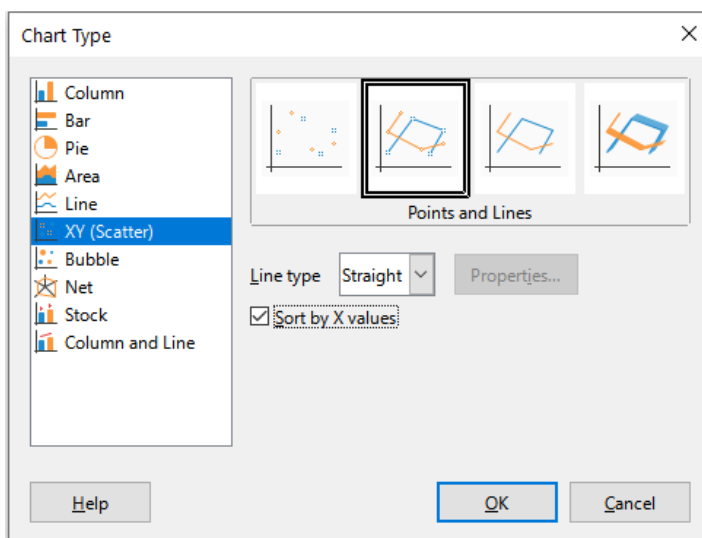 Chart Type
Column
Bar
Pie
Area
Line
XY (Scatter)
Bubble
Net
Stock
Column and Line
Points and Lines
Line type Straight Properties...
Sort by X values
Help OK Cancel